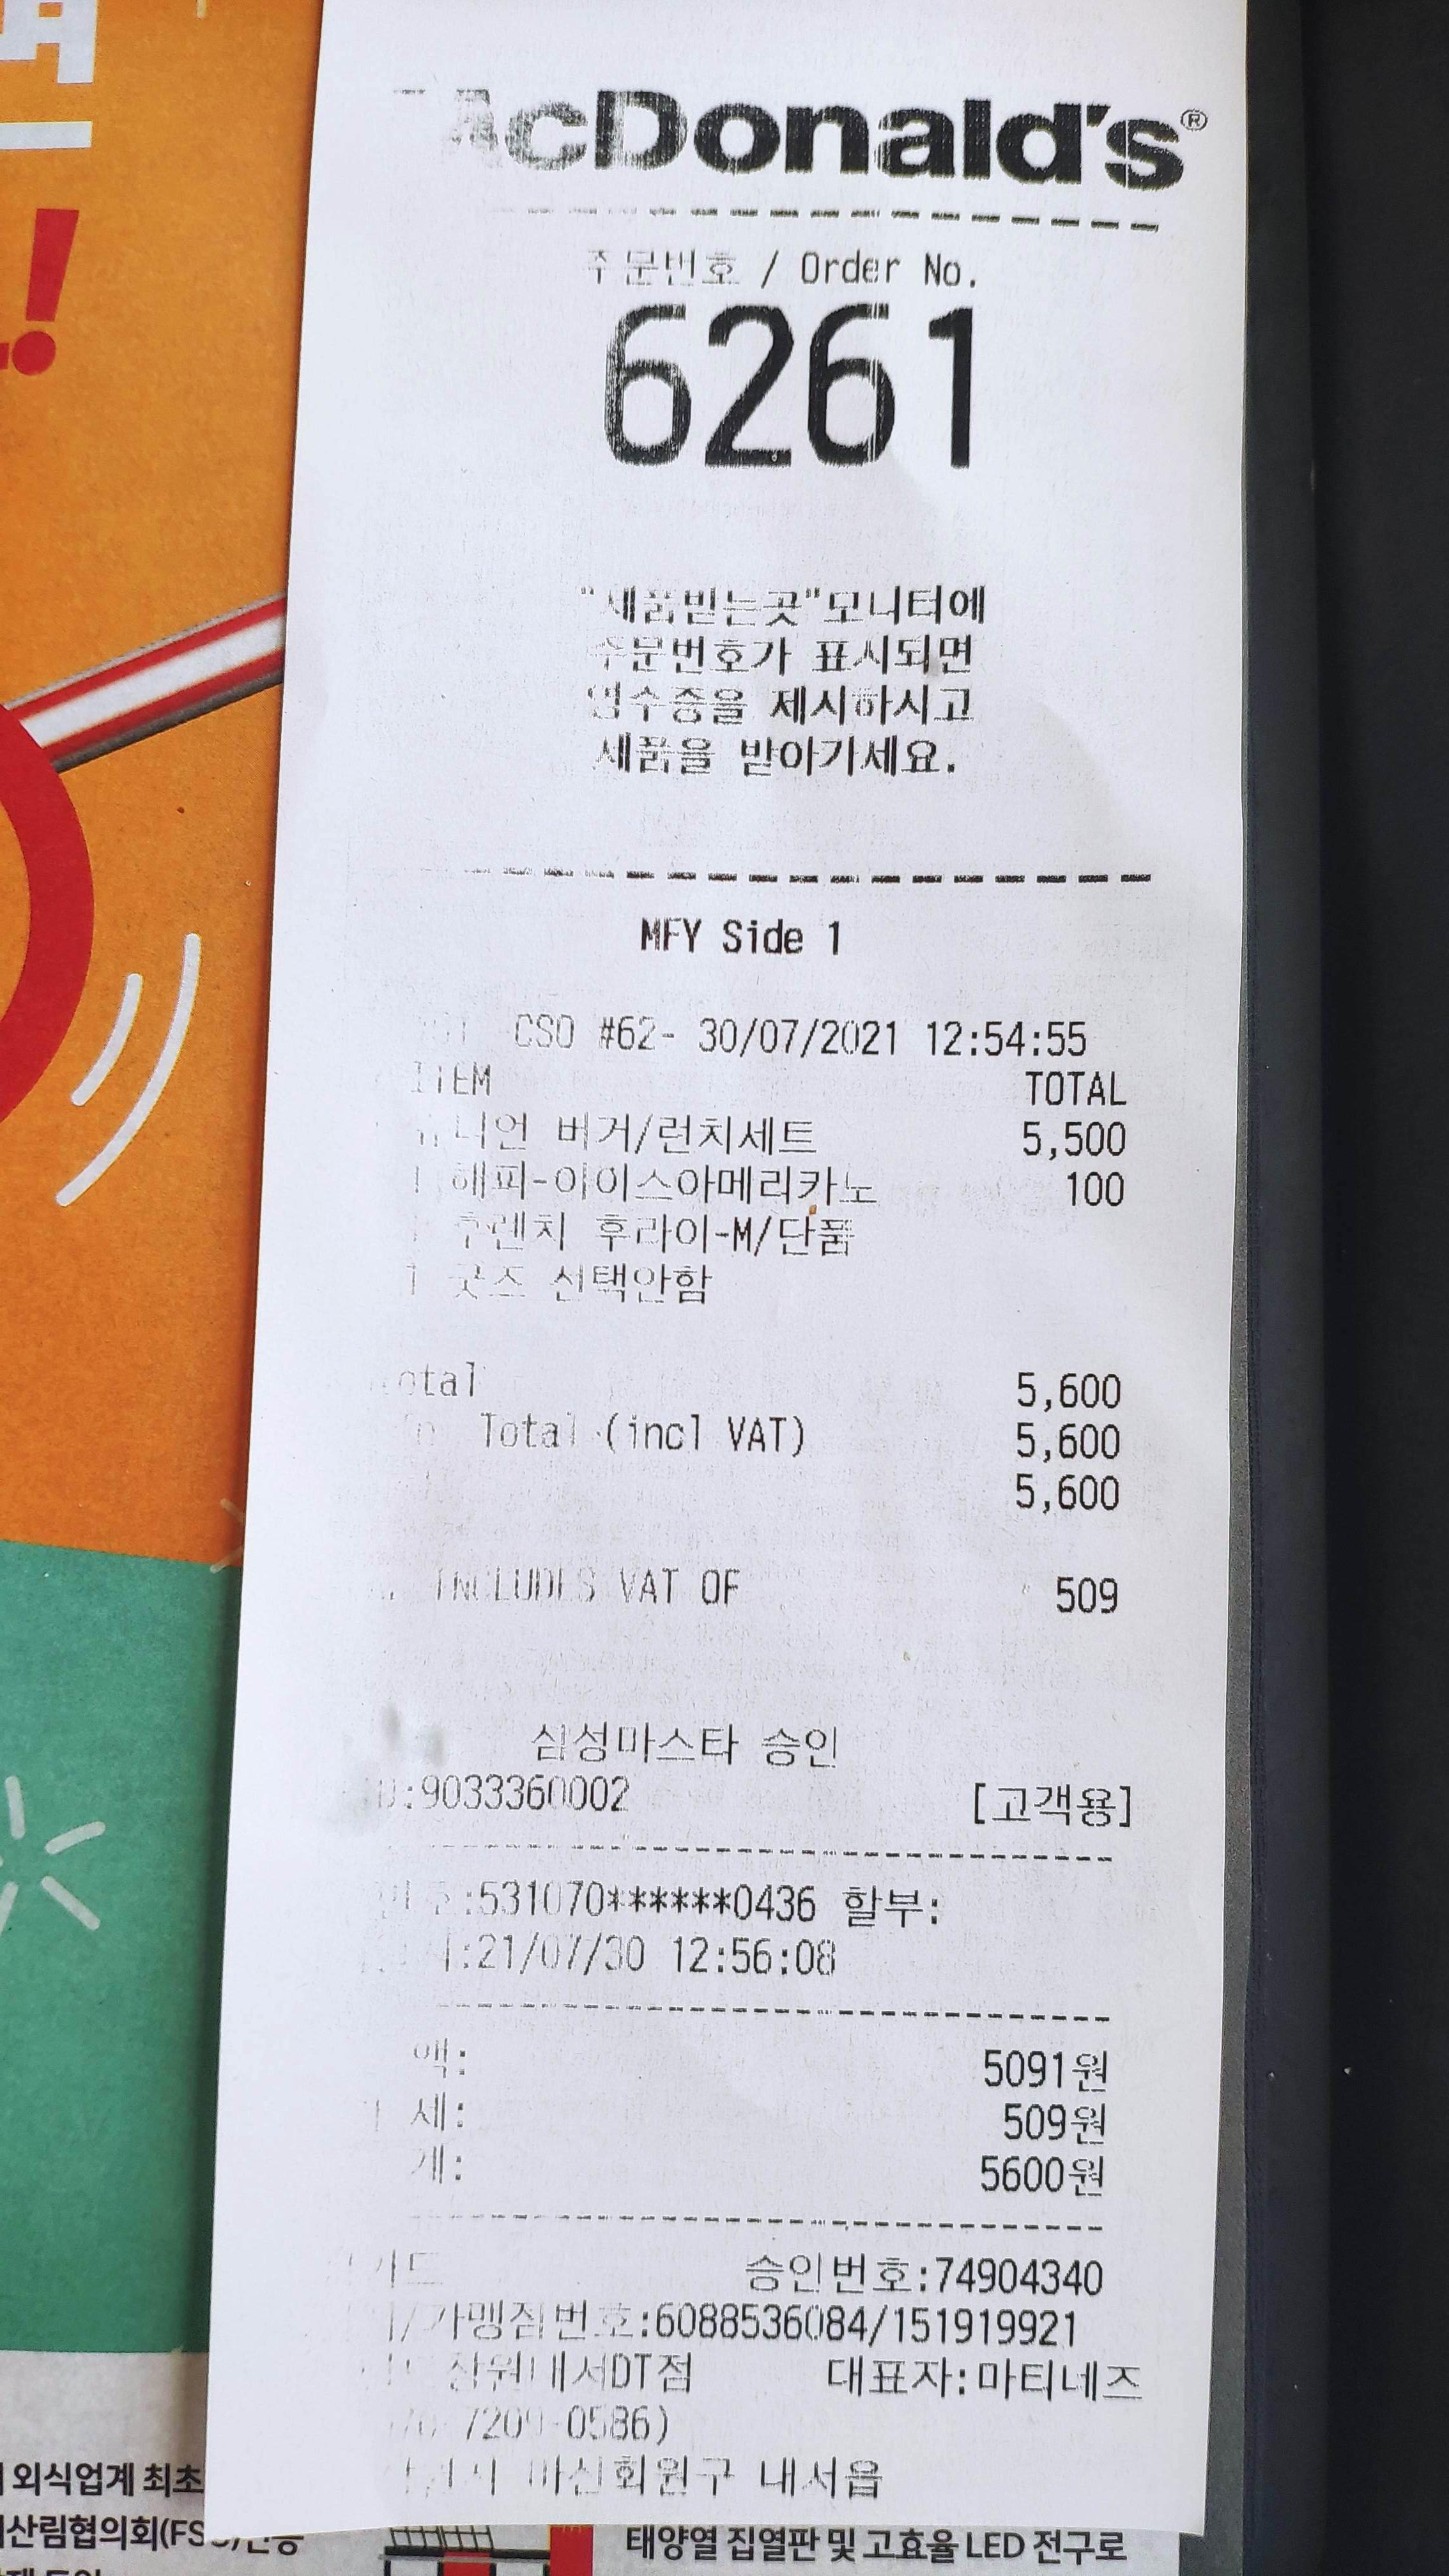 McDonald's®
주문번호 / Order No.
6261
"제품받는곳"모니터에
주문번호가 표시되면
영수증을 제시하시고
제품을 받아가세요.
MFY Side 1
CSO #62- 30/07/2021 12:54:55
ITEM TOTAL
버거/런치세트 5,500
해피-아이스아메리카노 100
후렌치 후라이-M/단품
1 굿즈 선택안함
5,600
Total (incl VAT) 5,600
5,600
INCLUDES VAT OF 509
삼성마스타 승인
:9033360002 [고객용]
:531070******0436 할부:
:21/07/30 12:56:08
액: 5091원
세: 509원
계: 5600원
카드 승인번호:74904340
/가맹점번호:6088536084/151919921
창원내서DT점 대표자:마티네즈
0586)
마산회원구 내서읍
외식업계 최초
산림협의회
태양열 집열판 및 고효율 LED 전구로